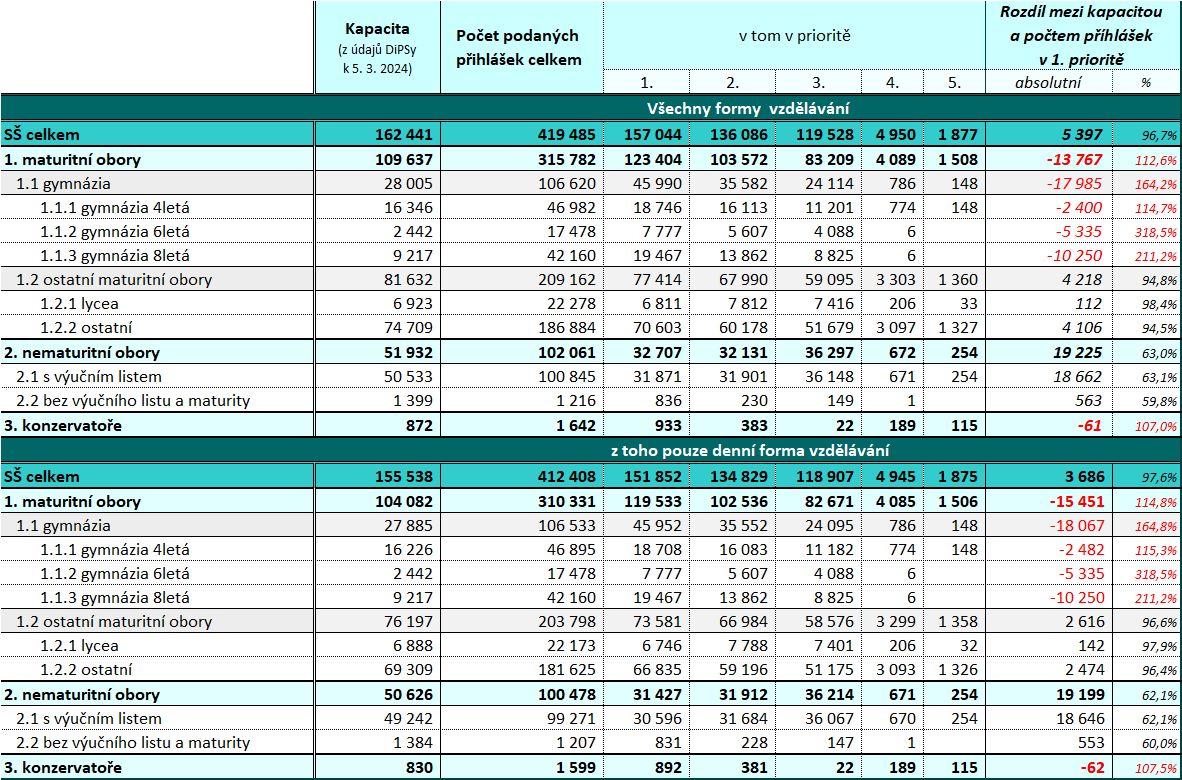 Kapacita
(z údajů DiPSy
k 5. 3. 2024)
Počet podaných
přihlášek celkem
v tom v prioritě
Rozdíl mezi kapacitou
a počtem příhlášek
v 1. prioritě
1. 2. 3. 4. 5. absolutní %
Všechny formy vzdělávání
SŠ celkem 162 441 419 485 157 044 136 086 119 528 4 950 1 877 5 397 96,7%
1. maturitní obory 109 637 315 782 123 404 103 572 83 209 4 089 1 508 -13 767 112,6%
1.1 gymnázia 28 005 106 620 45 990 35 582 24 114 786 148 -17 985 164,2%
1.1.1 gymnázia 4letá 16 346 46 982 18 746 16 113 11 201 774 148 -2 400 114,7%
1.1.2 gymnázia 6letá 2 442 17 478 7 777 5 607 4 088 6 -5 335 318,5%
1.1.3 gymnázia 8letá 9 217 42 160 19 467 13 862 8 825 6 -10 250 211,2%
1.2 ostatní maturitní obory 81 632 209 162 77 414 67 990 59 095 3 303 1 360 4 218 94,8%
1.2.1 lycea 6 923 22 278 6 811 7 812 7 416 206 33 112 98,4%
1.2.2 ostatní 74 709 186 884 70 603 60 178 51 679 3 097 1 327 4 106 94,5%
2. nematuritní obory 51 932 102 061 32 707 32 131 36 297 672 254 19 225 63,0%
2.1 s výučním listem 50 533 100 845 31 871 31 901 36 148 671 254 18 662 63,1%
2.2 bez výučního listu a maturity 1 399 1 216 836 230 149 1 563 59,8%
3. konzervatoře 872 1 642 933 383 22 189 115 -61 107,0%
z toho pouze denní forma vzdělávání
SŠ celkem 155 538 412 408 151 852 134 829 118 907 4 945 1 875 3 686 97,6%
1. maturitní obory 104 082 310 331 119 533 102 536 82 671 4 085 1 506 -15 451 114,8%
1.1 gymnázia 27 885 106 533 45 952 35 552 24 095 786 148 -18 067 164,8%
1.1.1 gymnázia 4letá 16 226 46 895 18 708 16 083 11 182 774 148 -2 482 115,3%
1.1.2 gymnázia 6letá 2 442 17 478 7 777 5 607 4 088 6 -5 335 318,5%
1.1.3 gymnázia 8letá 9 217 42 160 19 467 13 862 8 825 6 -10 250 211,2%
1.2 ostatní maturitní obory 76 197 203 798 73 581 66 984 58 576 3 299 1 358 2 616 96,6%
1.2.1 lycea 6 888 22 173 6 746 7 788 7 401 206 32 142 97,9%
1.2.2 ostatní 69 309 181 625 66 835 59 196 51 175 3 093 1 326 2 474 96,4%
2. nematuritní obory 50 626 100 478 31 427 31 912 36 214 671 254 19 199 62,1%
2.1 s výučním listem 49 242 99 271 30 596 31 684 36 067 670 254 18 646 62,1%
2.2 bez výučního listu a maturity 1 384 1 207 831 228 147 1 553 60,0%
3. konzervatoře 830 1 599 892 381 22 189 115 -62 107,5%